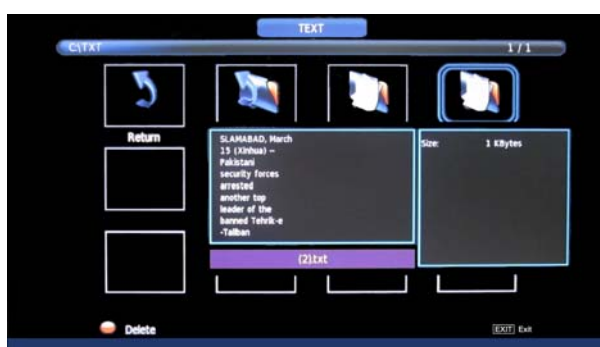 TEXT
C:\TXT
1 / 1
Return
SLAMABAD, March
15 (Xinhua) --
Pakistani
security forces
arrested
another top
leader of the
banned Tehrik-e
-Taliban
Size: 1 KBytes
(2).txt
Delete
EXIT Exit